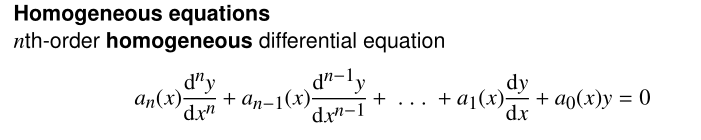 Homogeneous equations
nth-order homogeneous differential equation
aₙ(x) dⁿy/dxⁿ + aₙ₋₁(x) dⁿ⁻¹y/dxⁿ⁻¹ + … + a₁(x) dy/dx + a₀(x)y = 0